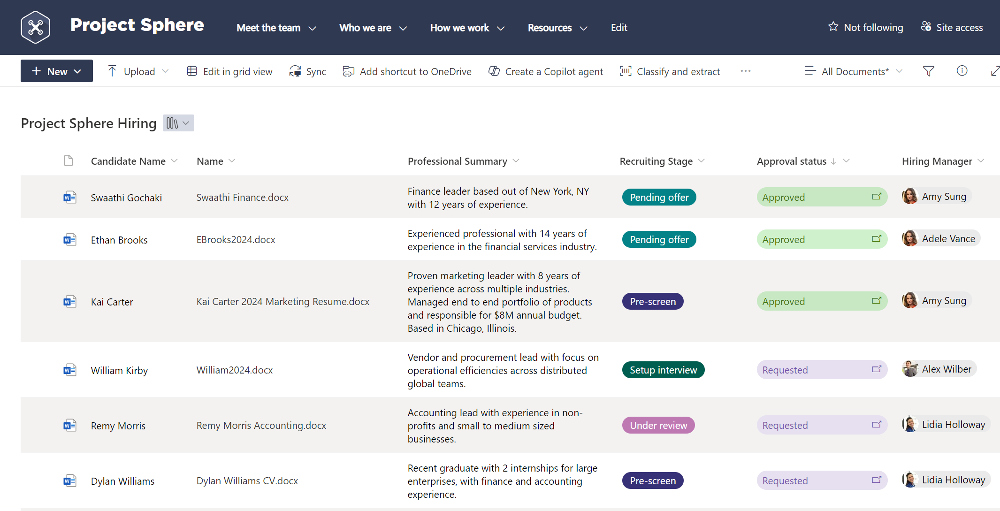 Project Sphere
Meet the team
Who we are
How we work
Resources
Edit
Not following
Site access
New
Upload
Edit in grid view
Sync
Add shortcut to OneDrive
Create a Copilot agent
Classify and extract
All Documents*
Project Sphere Hiring
Candidate Name
Name
Professional Summary
Recruiting Stage
Approval status
Hiring Manager
Swaathi Gochaki
Swaathi Finance.docx
Finance leader based out of New York, NY
with 12 years of experience.
Pending offer
Approved
Amy Sung
Ethan Brooks
EBrooks2024.docx
Experienced professional with 14 years of
experience in the financial services industry.
Pending offer
Approved
Adele Vance
Kai Carter
Kai Carter 2024 Marketing Resume.docx
Proven marketing leader with 8 years of
experience across multiple industries.
Managed end to end portfolio of products
and responsible for $8M annual budget.
Based in Chicago, Illinois.
Pre-screen
Approved
Amy Sung
William Kirby
William2024.docx
Vendor and procurement lead with focus on
operational efficiencies across distributed
global teams.
Setup interview
Requested
Alex Wilber
Remy Morris
Remy Morris Accounting.docx
Accounting lead with experience in non-
profits and small to medium sized
businesses.
Under review
Requested
Lidia Holloway
Dylan Williams
Dylan Williams CV.docx
Recent graduate with 2 internships for large
enterprises, with finance and accounting
experience.
Pre-screen
Requested
Lidia Holloway